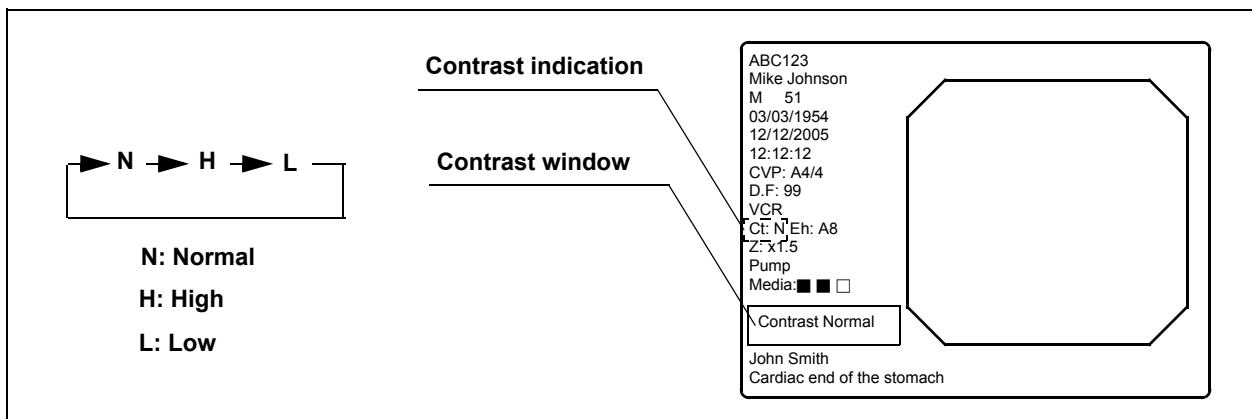 N H L
N: Normal
H: High
L: Low
Contrast indication
Contrast window
ABC123
Mike Johnson
M 51
03/03/1954
12/12/2005
12:12:12
CVP: A4/4
D.F: 99
VCR
Ct: N Eh: A8
Z: x1.5
Pump
Media:
Contrast Normal
John Smith
Cardiac end of the stomach